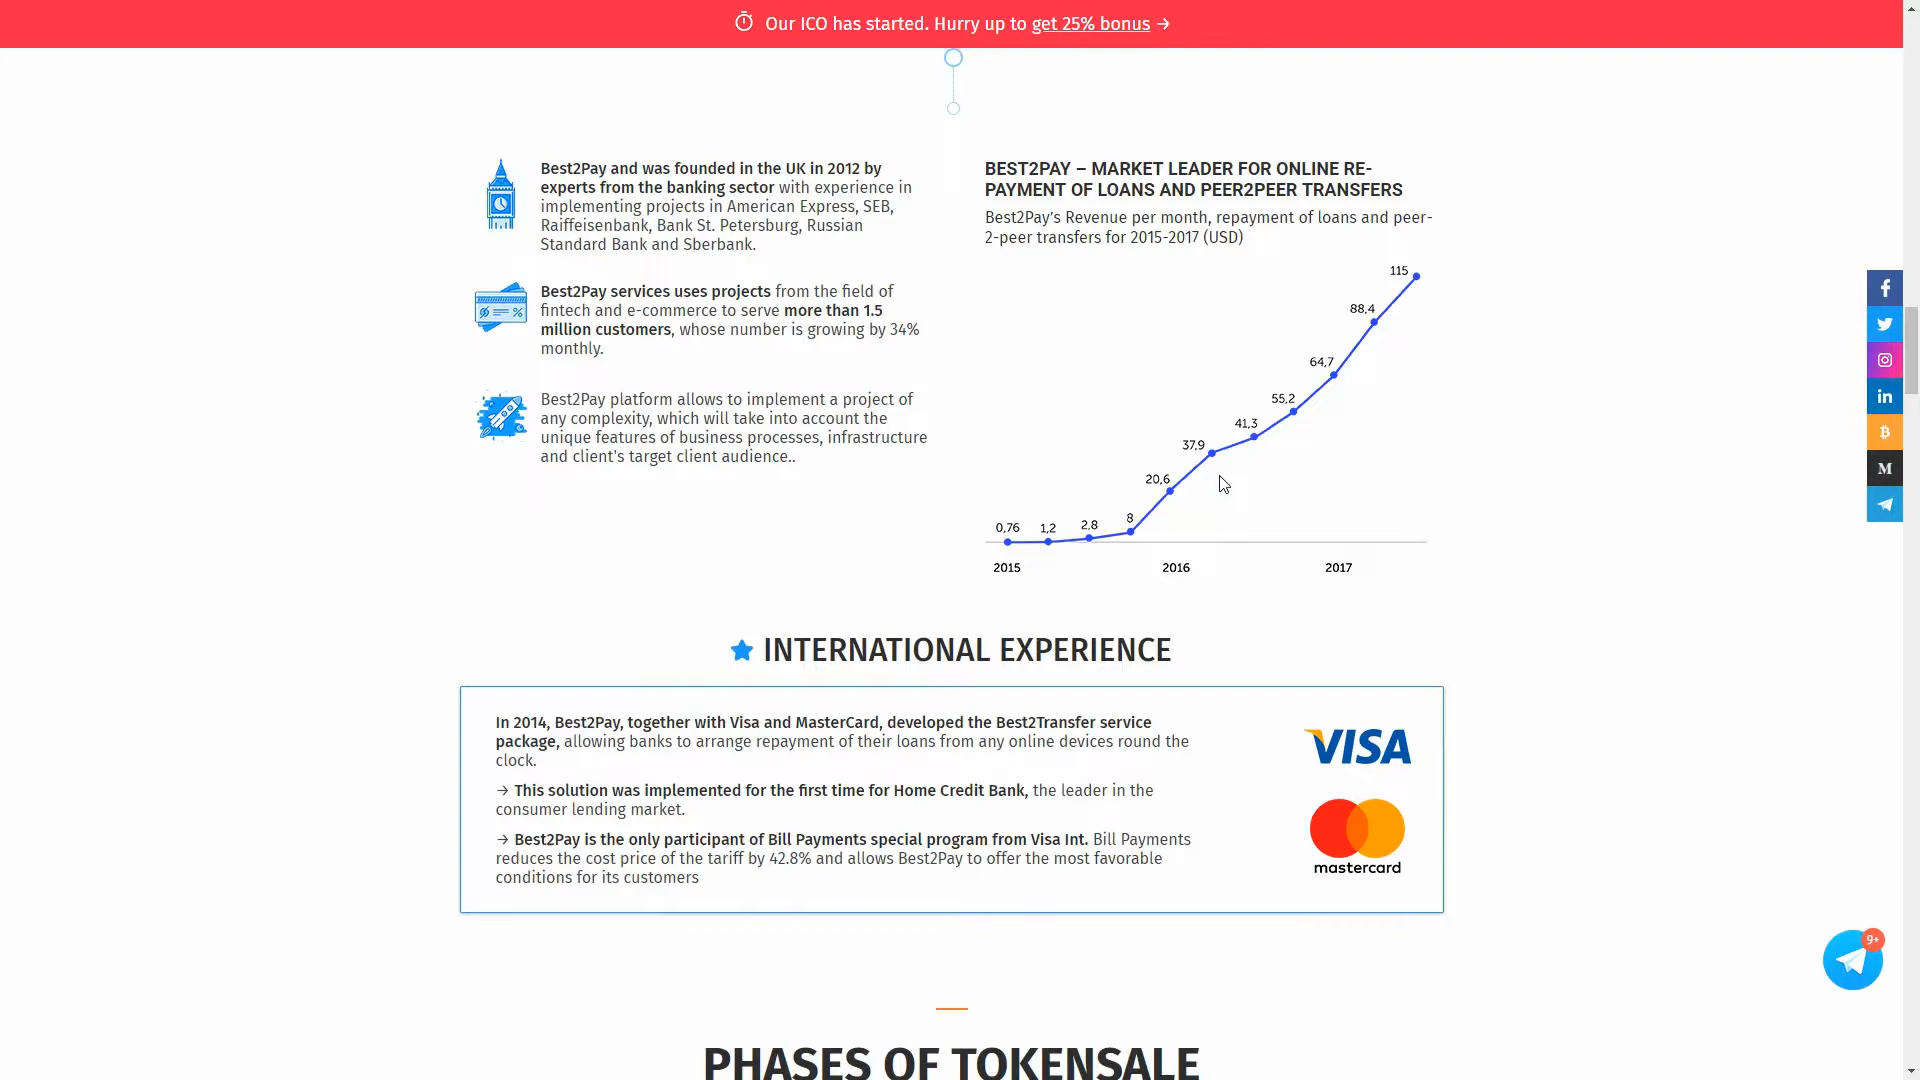 Our ICO has started. Hurry up to get 25% bonus →
Best2Pay and was founded in the UK in 2012 by
experts from the banking sector with experience in
implementing projects in American Express, SEB,
Raiffeisenbank, Bank St. Petersburg, Russian
Standard Bank and Sberbank.
Best2Pay services uses projects from the field of
fintech and e-commerce to serve more than 1.5
million customers, whose number is growing by 34%
monthly.
Best2Pay platform allows to implement a project of
any complexity, which will take into account the
unique features of business processes, infrastructure
and client's target client audience..
BEST2PAY – MARKET LEADER FOR ONLINE RE-
PAYMENT OF LOANS AND PEER2PEER TRANSFERS
Best2Pay’s Revenue per month, repayment of loans and peer-
2-peer transfers for 2015-2017 (USD)
115
88,4
64,7
55,2
41,3
37,9
20,6
0,76 1,2 2,8 8
2015 2016 2017
INTERNATIONAL EXPERIENCE
In 2014, Best2Pay, together with Visa and MasterCard, developed the Best2Transfer service
package, allowing banks to arrange repayment of their loans from any online devices round the
clock.
→ This solution was implemented for the first time for Home Credit Bank, the leader in the
consumer lending market.
→ Best2Pay is the only participant of Bill Payments special program from Visa Int. Bill Payments
reduces the cost price of the tariff by 42.8% and allows Best2Pay to offer the most favorable
conditions for its customers
VISA
mastercard
9+
PHASES OF TOKENSALE